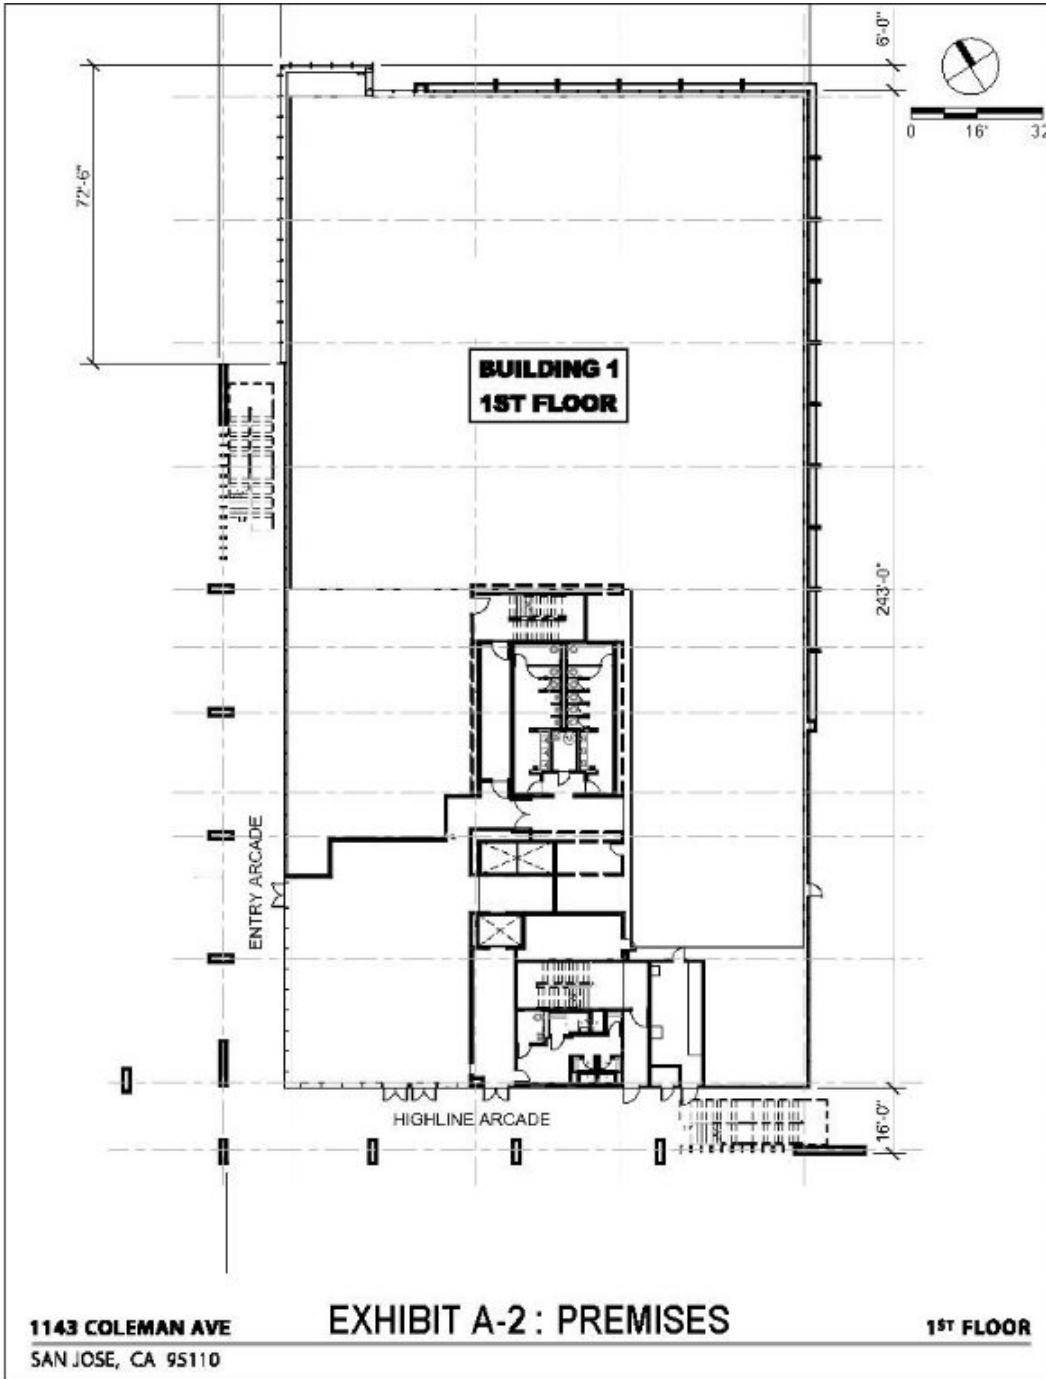 6'-0"
0 16' 32
72'-6"
BUILDING 1
1ST FLOOR
243'-0"
ENTRY ARCADE
HIGHLINE ARCADE
16'-0"
1143 COLEMAN AVE
EXHIBIT A-2 : PREMISES
1ST FLOOR
SAN JOSE, CA 95110